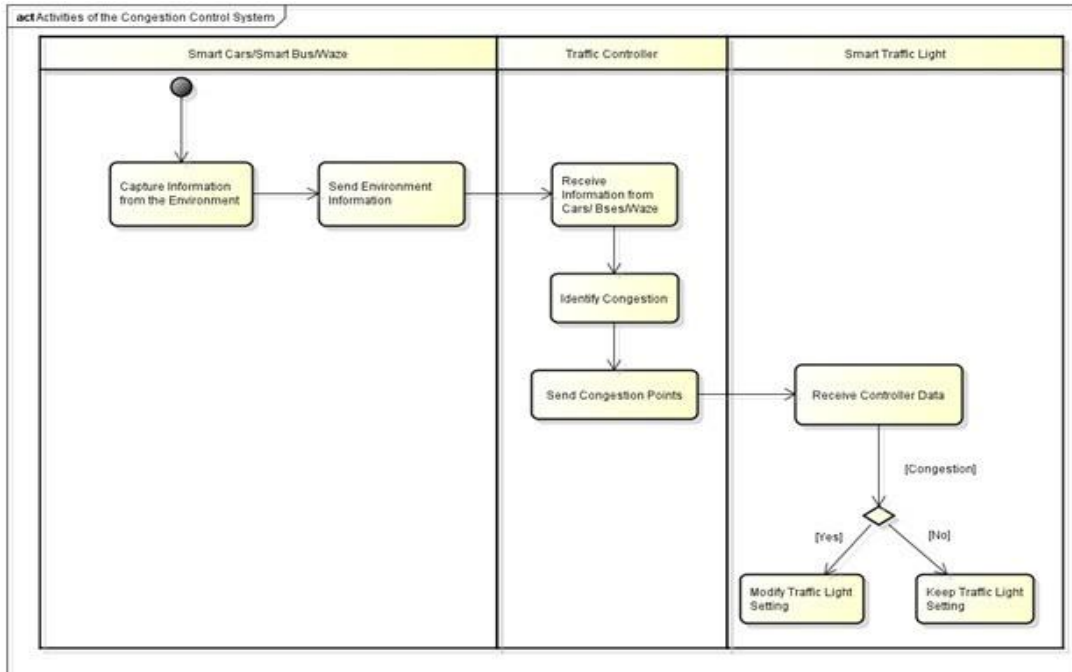 act Activities of the Congestion Control System
Smart Cars/Smart Bus/Waze
Traffic Controller
Smart Traffic Light
Capture Information
from the Environment
Send Environment
Information
Receive
Information from
Cars/ Bses/Waze
Identify Congestion
Send Congestion Points
Receive Controller Data
[Congestion]
[Yes]
[No]
Modify Traffic Light
Setting
Keep Traffic Light
Setting